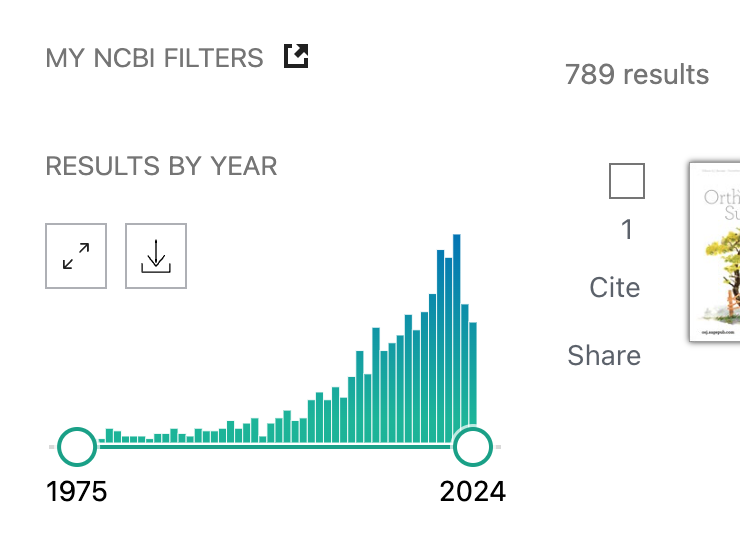 MY NCBI FILTERS
789 results
RESULTS BY YEAR
1
Cite
Share
1975
2024